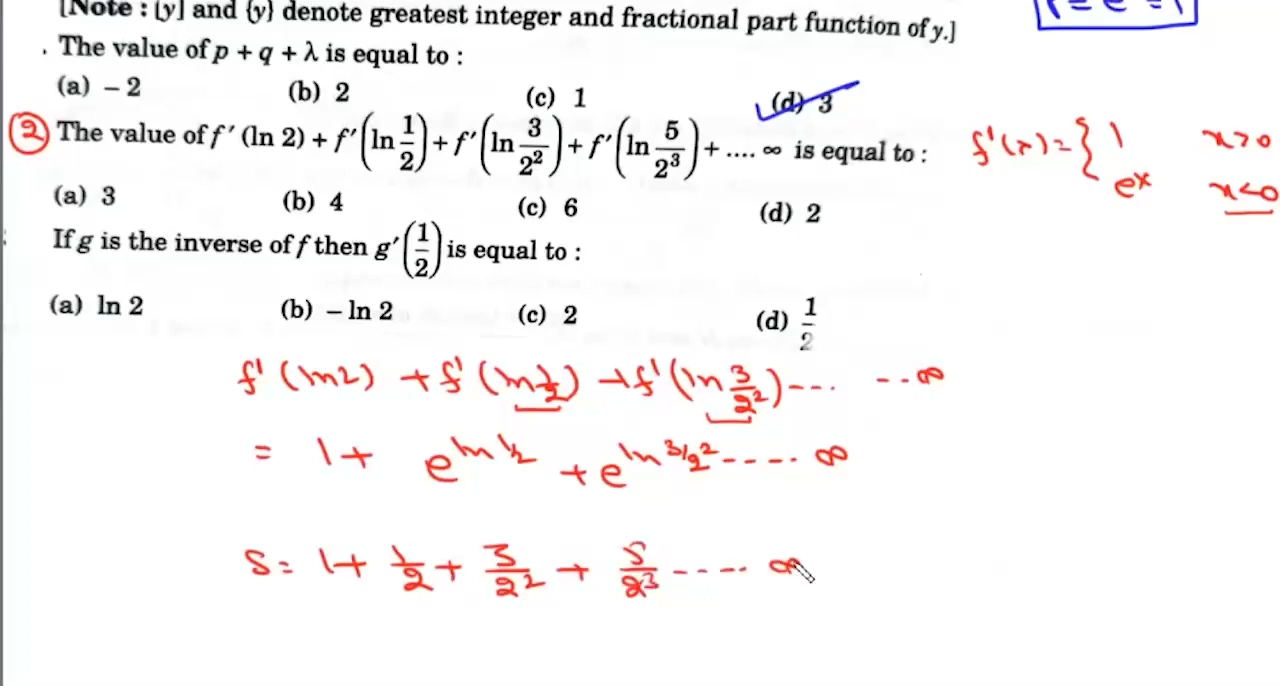 [Note : [y] and {y} denote greatest integer and fractional part function of y.]
. The value of p + q + λ is equal to :
(a) – 2 (b) 2 (c) 1 (d) 3
② The value of f′ (ln 2) + f′(ln 1/2) + f′(ln 3/2²) + f′(ln 5/2³) + .... ∞ is equal to : f'(x) = { 1 x>0
eˣ x<0
(a) 3 (b) 4 (c) 6 (d) 2
If g is the inverse of f then g′(1/2) is equal to :
(a) ln 2 (b) – ln 2 (c) 2 (d) 1/2
f' (ln2) + f' (ln 1/2) + f' (ln 3/2²) --- - --∞
= 1 + e^ln 1/2 + e^ln 3/2² ----- ∞
S = 1 + 1/2 + 3/2² + 5/2³ ----- ∞